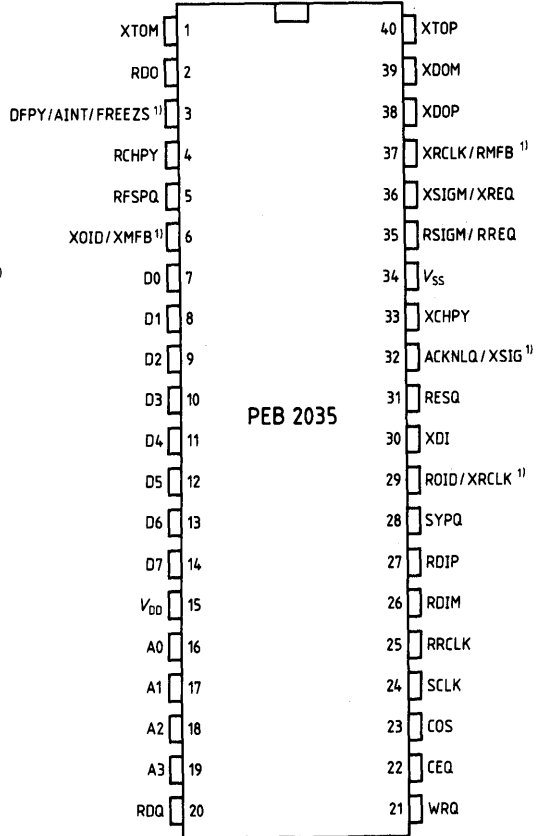 XTOM 1 40 XTOP
RDO 2 39 XDOM
DFPY/AINT/FREEZS 1) 3 38 XDOP
RCHPY 4 37 XRCLK/RMFB 1)
RFSPQ 5 36 XSIGM/XREQ
XOID/XMFB 1) 6 35 RSIGM/RREQ
)
D0 7 34 VSS
D1 8 33 XCHPY
D2 9 32 ACKNLQ/XSIG 1)
D3 10 31 RESQ
PEB 2035
D4 11 30 XDI
D5 12 29 ROID/XRCLK 1)
D6 13 28 SYPQ
D7 14 27 RDIP
VDD 15 26 RDIM
A0 16 25 RRCLK
A1 17 24 SCLK
A2 18 23 COS
A3 19 22 CEQ
RDQ 20 21 WRQ